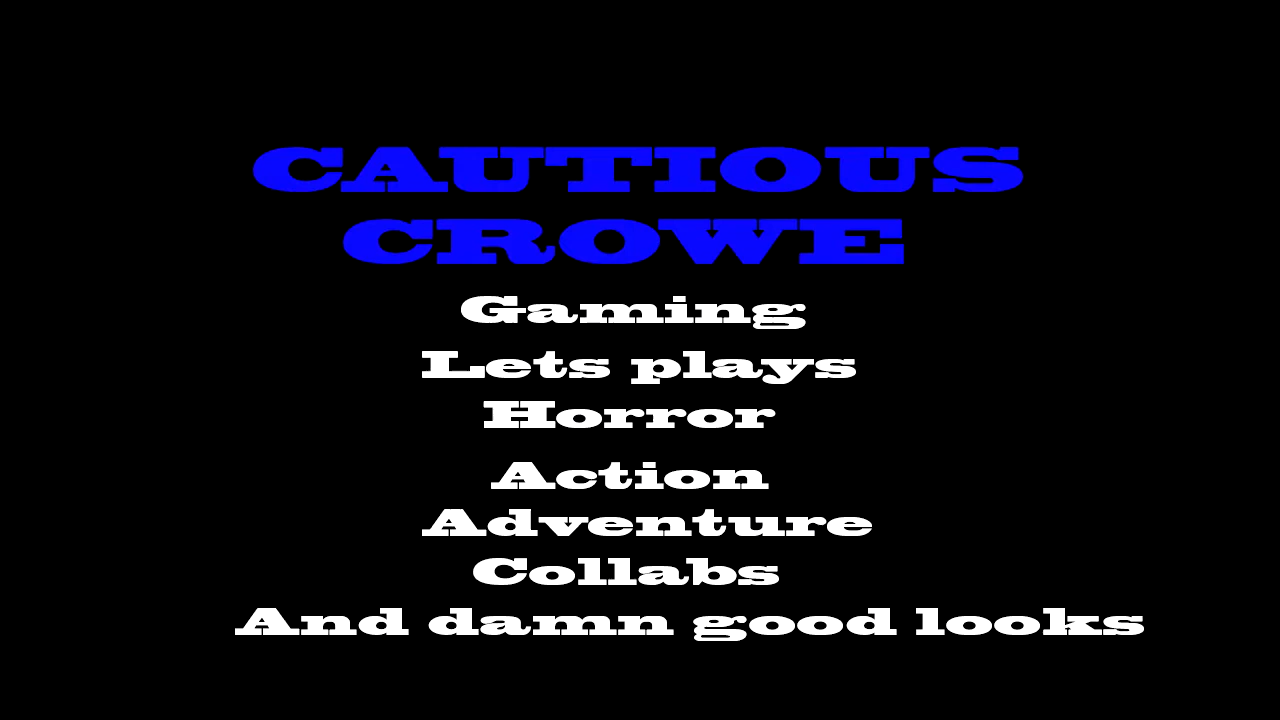 CAUTIOUS
CROWE
Gaming
Lets plays
Horror
Action
Adventure
Collabs
And damn good looks